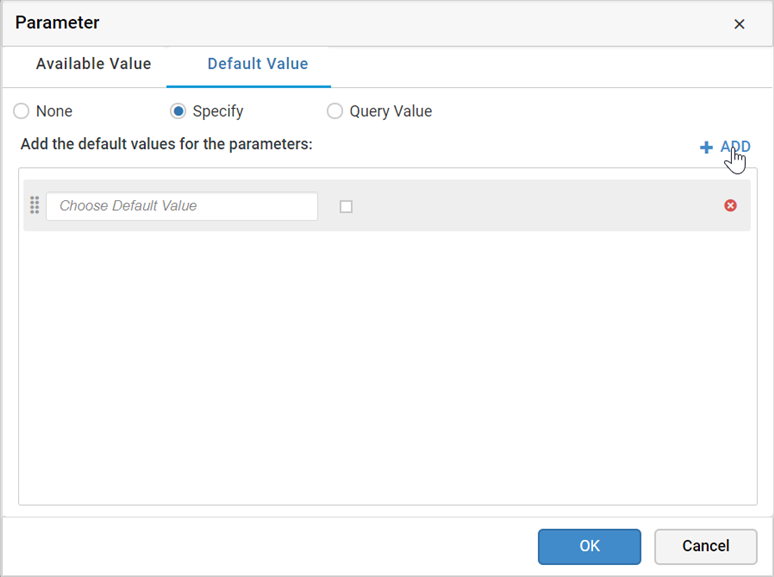 Parameter
Available Value Default Value
None Specify Query Value
Add the default values for the parameters: ADD
Choose Default Value
OK Cancel